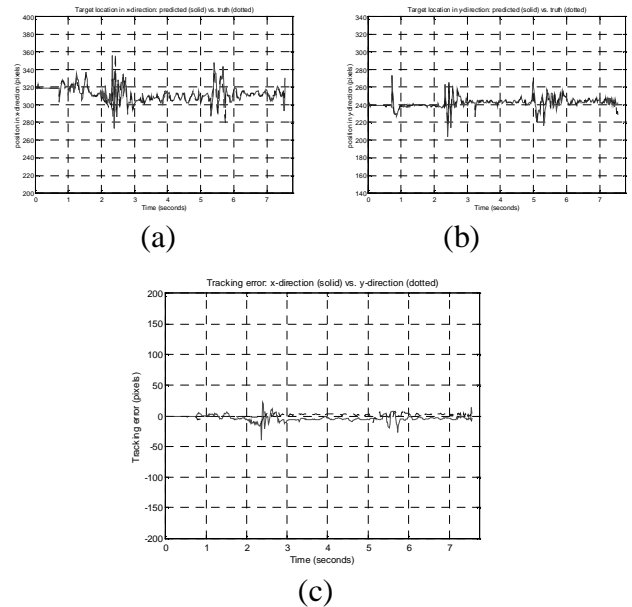 Target location in x-direction: predicted (solid) vs. truth (dotted)
position in x-direction (pixels)
400
380
360
340
320
300
280
260
240
220
200
0 1 2 3 4 5 6 7
Time (seconds)
(a)
Target location in y-direction: predicted (solid) vs. truth (dotted)
position in y-direction (pixels)
340
320
300
280
260
240
220
200
180
160
140
0 1 2 3 4 5 6 7
Time (seconds)
(b)
Tracking error: x-direction (solid) vs. y-direction (dotted)
Tracking error (pixels)
200
150
100
50
0
-50
-100
-150
-200
0 1 2 3 4 5 6 7
Time (seconds)
(c)